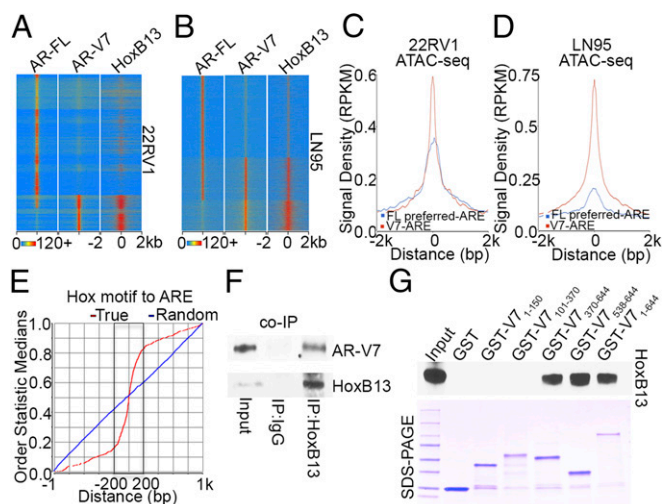 A
AR-FL
AR-V7
HoxB13
22RV1
0
120+
-2
0
2kb
B
AR-FL
AR-V7
HoxB13
LN95
0
120+
-2
0
2kb
C
22RV1
ATAC-seq
Signal Density (RPKM)
0.6
0.4
0.2
FL preferred-ARE
V7-ARE
-2k
0
2k
Distance (bp)
D
LN95
ATAC-seq
Signal Density (RPKM)
0.75
0.50
0.25
FL preferred-ARE
V7-ARE
-2k
0
2k
Distance (bp)
E
Hox motif to ARE
True
Random
Order Statistic Medians
1.0
0.8
0.6
0.4
0.2
0
-1
-200
200
1k
Distance (bp)
F
co-IP
AR-V7
HoxB13
Input
IP:IgG
IP:HoxB13
G
Input
GST
GST-V7 1-150
GST-V7 101-370
GST-V7 370-644
GST-V7 538-644
GST-V7 1-644
HoxB13
SDS-PAGE